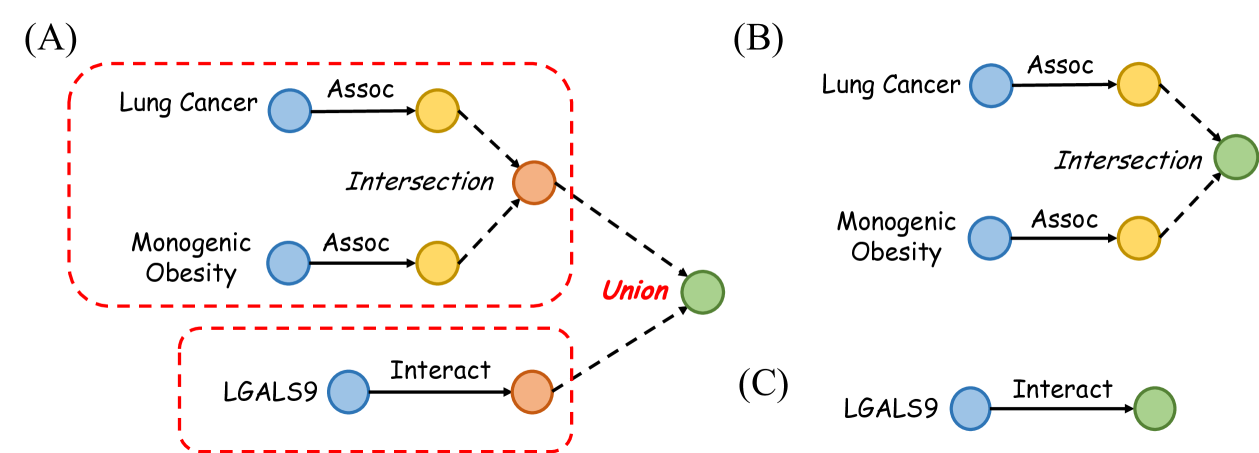 (A)
Lung Cancer
Assoc
Intersection
Monogenic
Obesity
Assoc
Union
LGALS9
Interact
(B)
Lung Cancer
Assoc
Intersection
Monogenic
Obesity
Assoc
(C)
LGALS9
Interact